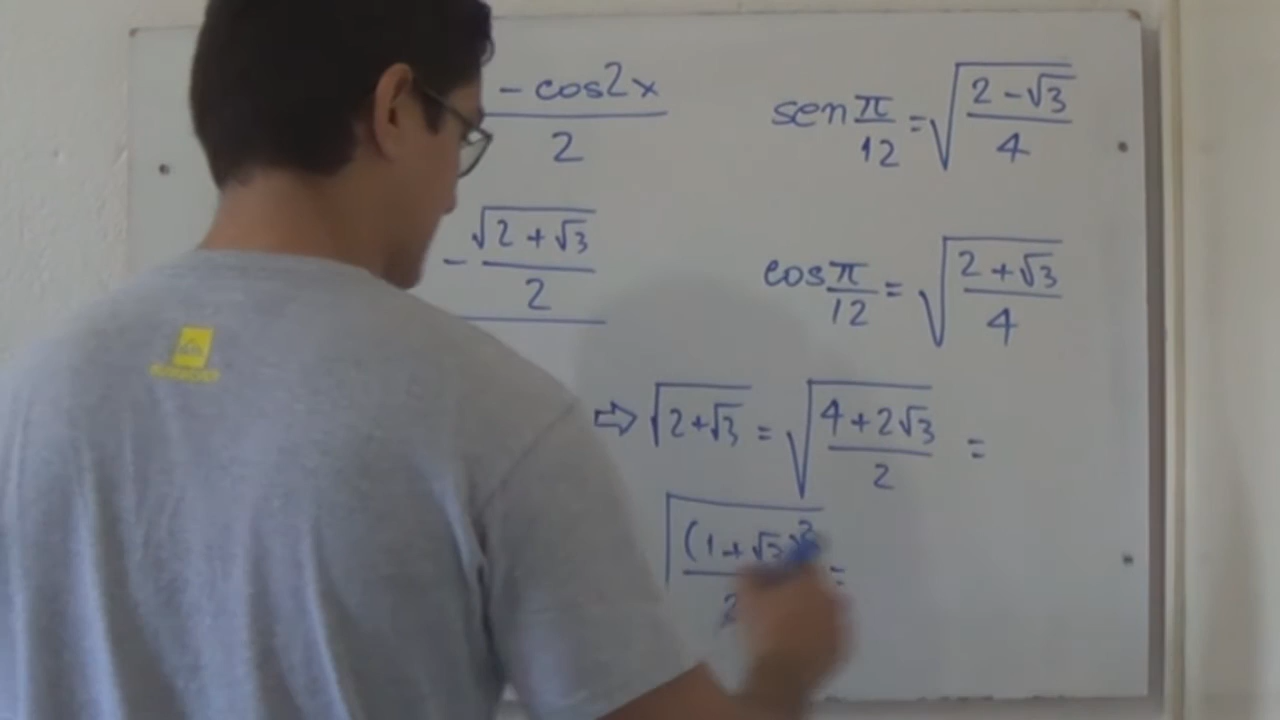 - cos2x / 2
sen π/12 = √((2 - √3)/4)
- √(2 + √3) / 2
cos π/12 = √((2 + √3)/4)
⇨ √(2 + √3) = √((4 + 2√3)/2) =
√((1 + √3)²/2) =